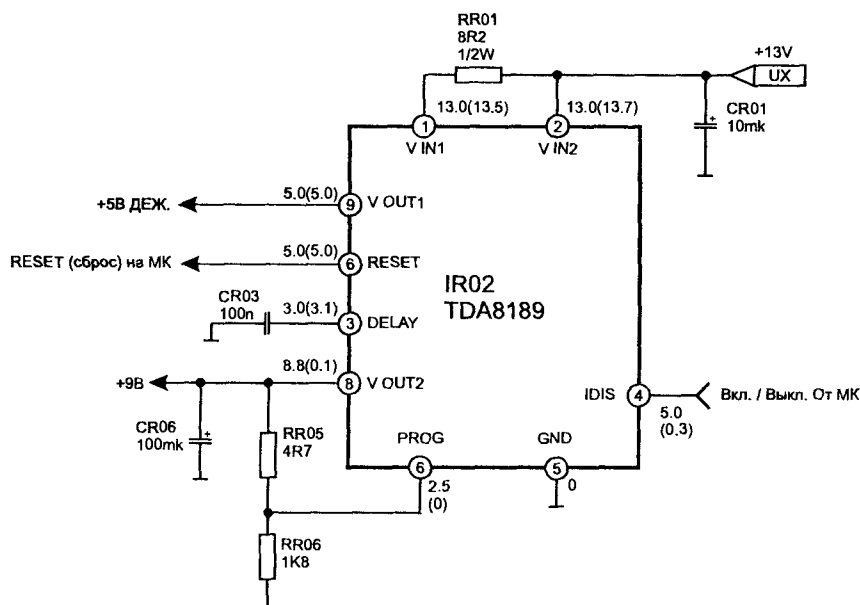 RR01
8R2
1/2W
+13V
UX
13.0(13.5)
13.0(13.7)
CR01
10mk
1
2
V IN1
V IN2
+5В ДЕЖ.
5.0(5.0)
9
V OUT1
RESET (сброс) на МК
5.0(5.0)
6
RESET
IR02
TDA8189
CR03
100n
3.0(3.1)
3
DELAY
+9В
8.8(0.1)
8
V OUT2
IDIS
4
Вкл. / Выкл. От МК
5.0
(0.3)
CR06
100mk
RR05
4R7
PROG
GND
6
5
2.5
(0)
0
RR06
1K8